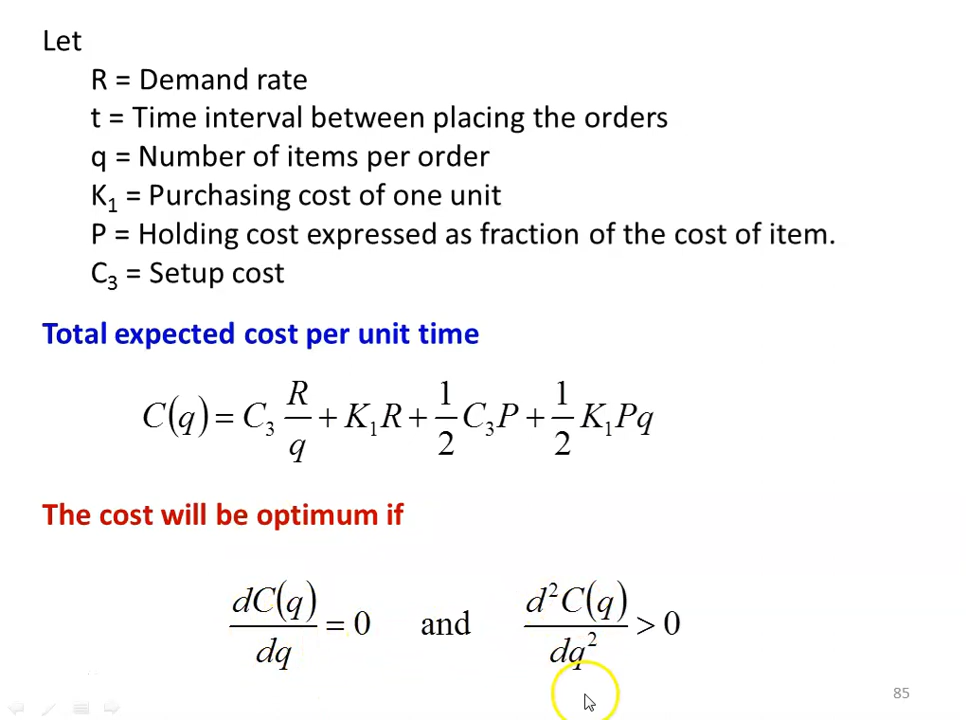 Let
R = Demand rate
t = Time interval between placing the orders
q = Number of items per order
K₁ = Purchasing cost of one unit
P = Holding cost expressed as fraction of the cost of item.
C₃ = Setup cost
Total expected cost per unit time
C(q) = C₃ R/q + K₁R + 1/2 C₃P + 1/2 K₁Pq
The cost will be optimum if
dC(q)/dq = 0 and d²C(q)/dq² > 0
85